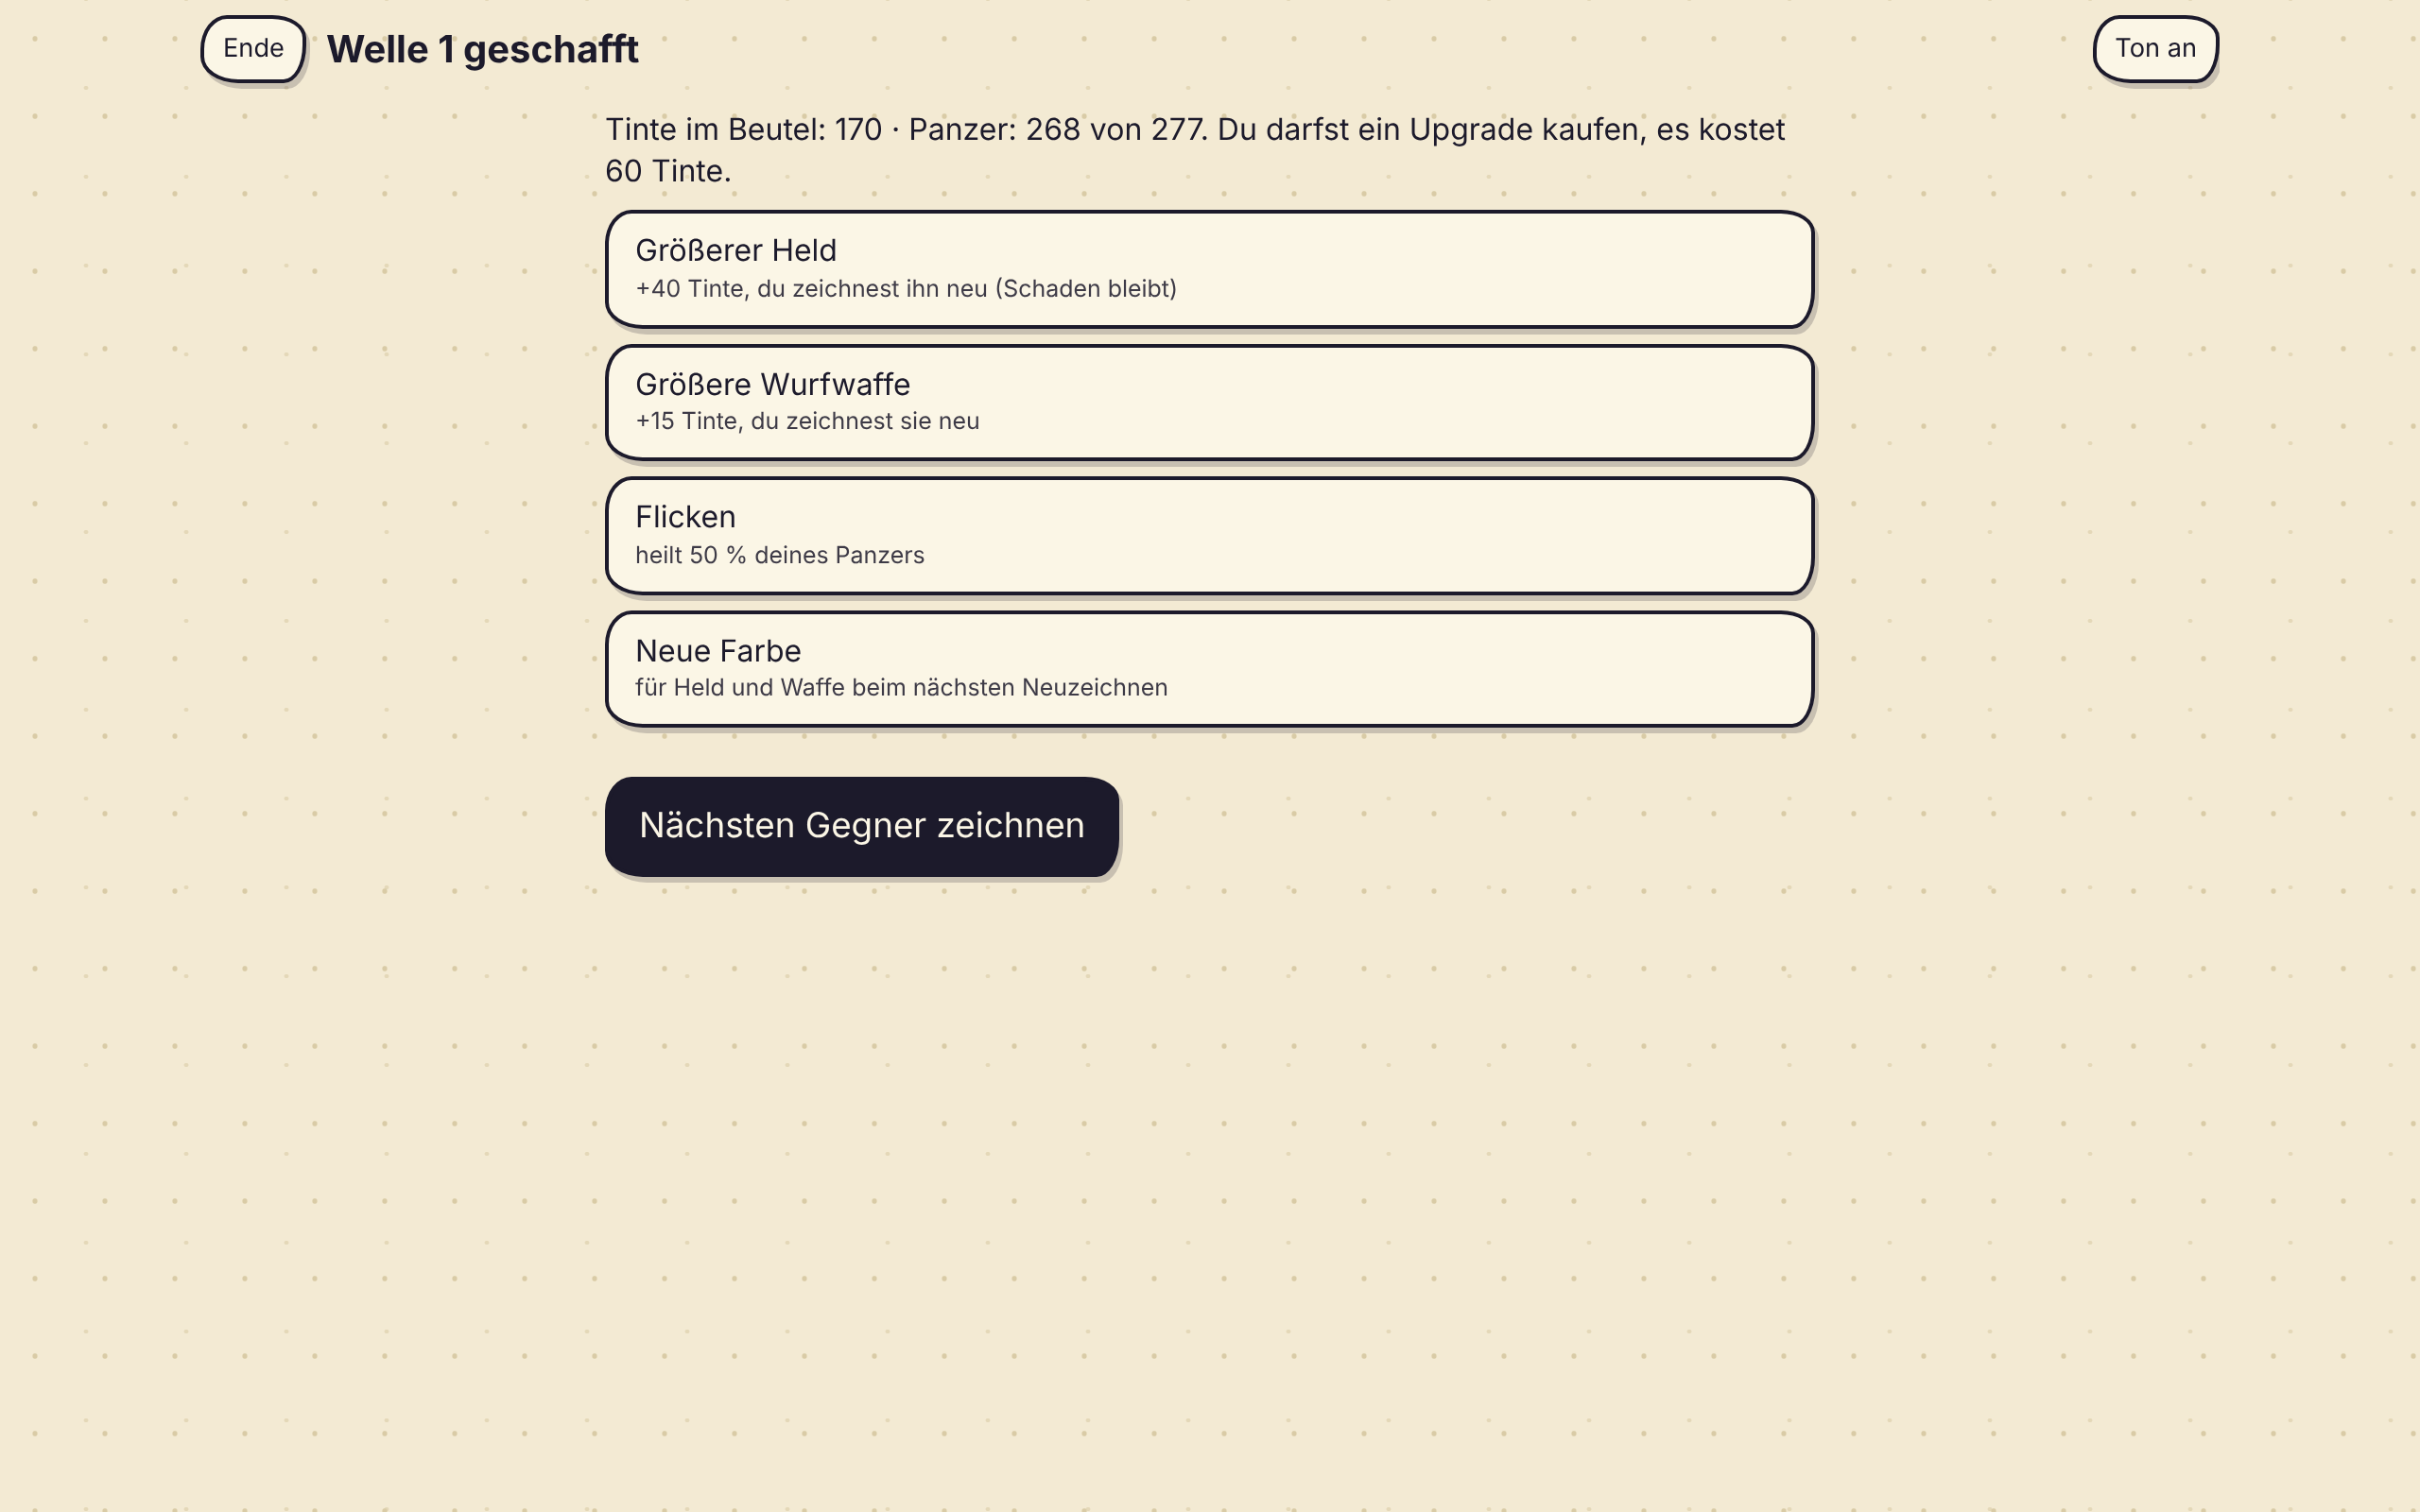 Ende
Welle 1 geschafft
Ton an
Tinte im Beutel: 170 · Panzer: 268 von 277. Du darfst ein Upgrade kaufen, es kostet
60 Tinte.
Größerer Held
+40 Tinte, du zeichnest ihn neu (Schaden bleibt)
Größere Wurfwaffe
+15 Tinte, du zeichnest sie neu
Flicken
heilt 50 % deines Panzers
Neue Farbe
für Held und Waffe beim nächsten Neuzeichnen
Nächsten Gegner zeichnen